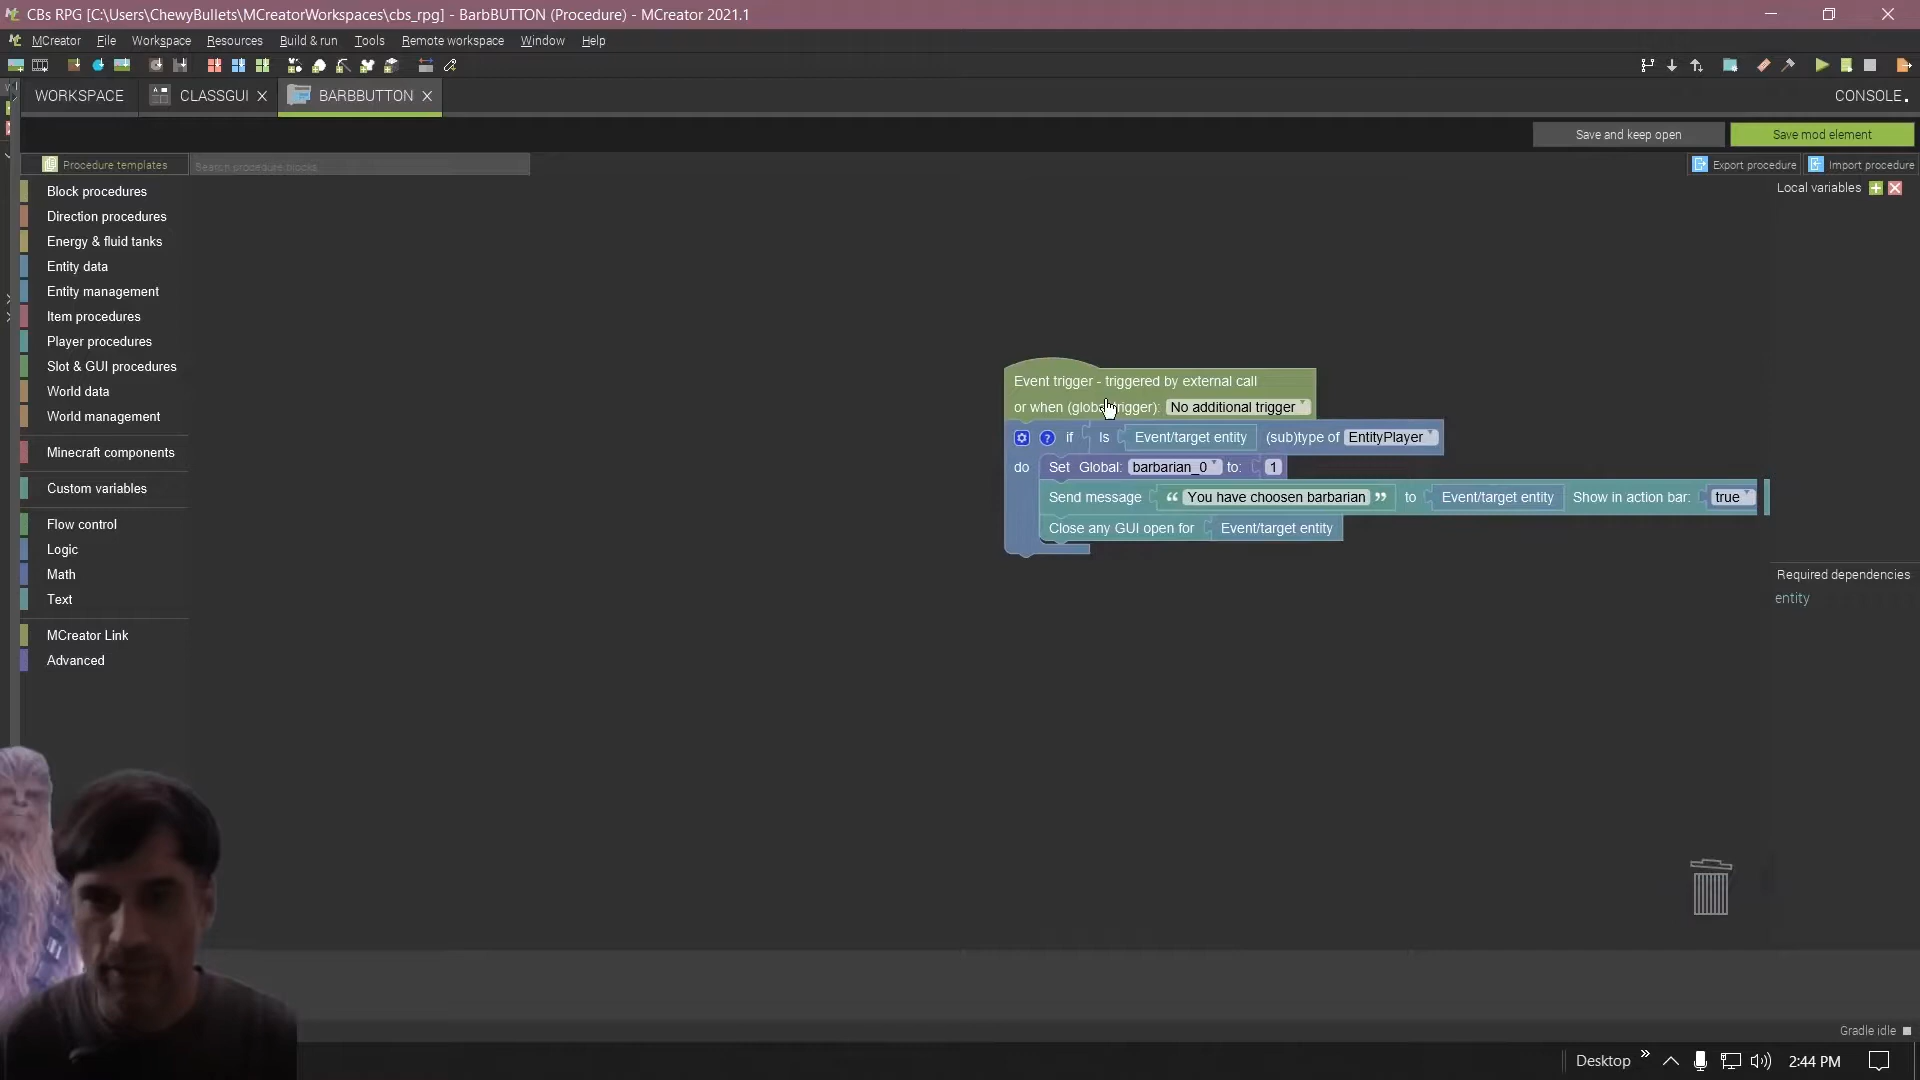 CBs RPG [C:\Users\ChewyBullets\MCreatorWorkspaces\cbs_rpg] - BarbBUTTON (Procedure) - MCreator 2021.1
MCreator File Workspace Resources Build & run Tools Remote workspace Window Help
WORKSPACE CLASSGUI BARBBUTTON CONSOLE
Save and keep open Save mod element
Procedure templates Search procedure blocks Export procedure Import procedure
Local variables
Block procedures
Direction procedures
Energy & fluid tanks
Entity data
Entity management
Item procedures
Player procedures
Slot & GUI procedures
World data
World management
Minecraft components
Custom variables
Flow control
Logic
Math
Text
MCreator Link
Advanced
Event trigger - triggered by external call
or when (global trigger): No additional trigger
if Is Event/target entity (sub)type of EntityPlayer
do Set Global: barbarian_0 to: 1
Send message “ You have choosen barbarian ” to Event/target entity Show in action bar: true
Close any GUI open for Event/target entity
Required dependencies
entity
Gradle idle
Desktop » 2:44 PM